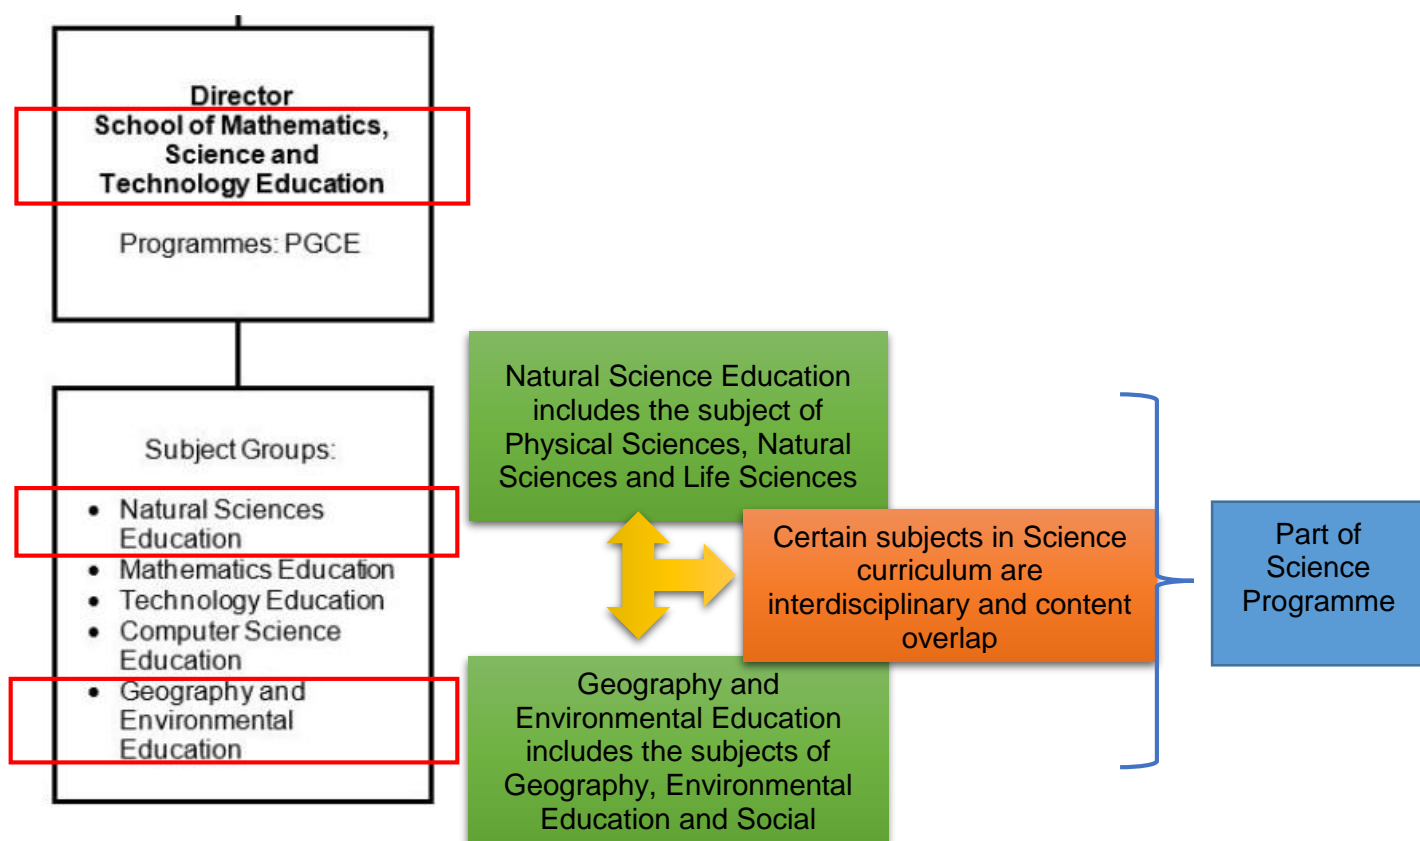 Director
School of Mathematics,
Science and
Technology Education
Programmes: PGCE
Subject Groups:
• Natural Sciences
Education
• Mathematics Education
• Technology Education
• Computer Science
Education
• Geography and
Environmental
Education
Natural Science Education
includes the subject of
Physical Sciences, Natural
Sciences and Life Sciences
Certain subjects in Science
curriculum are
interdisciplinary and content
overlap
Geography and
Environmental Education
includes the subjects of
Geography, Environmental
Education and Social
Part of
Science
Programme